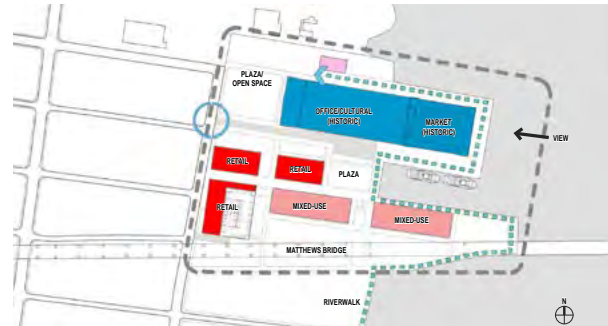 PLAZA/
OPEN SPACE
OFFICE/CULTURAL
(HISTORIC)
MARKET
(HISTORIC)
VIEW
RETAIL
RETAIL
PLAZA
RETAIL
MIXED-USE
MIXED-USE
MATTHEWS BRIDGE
RIVERWALK
N